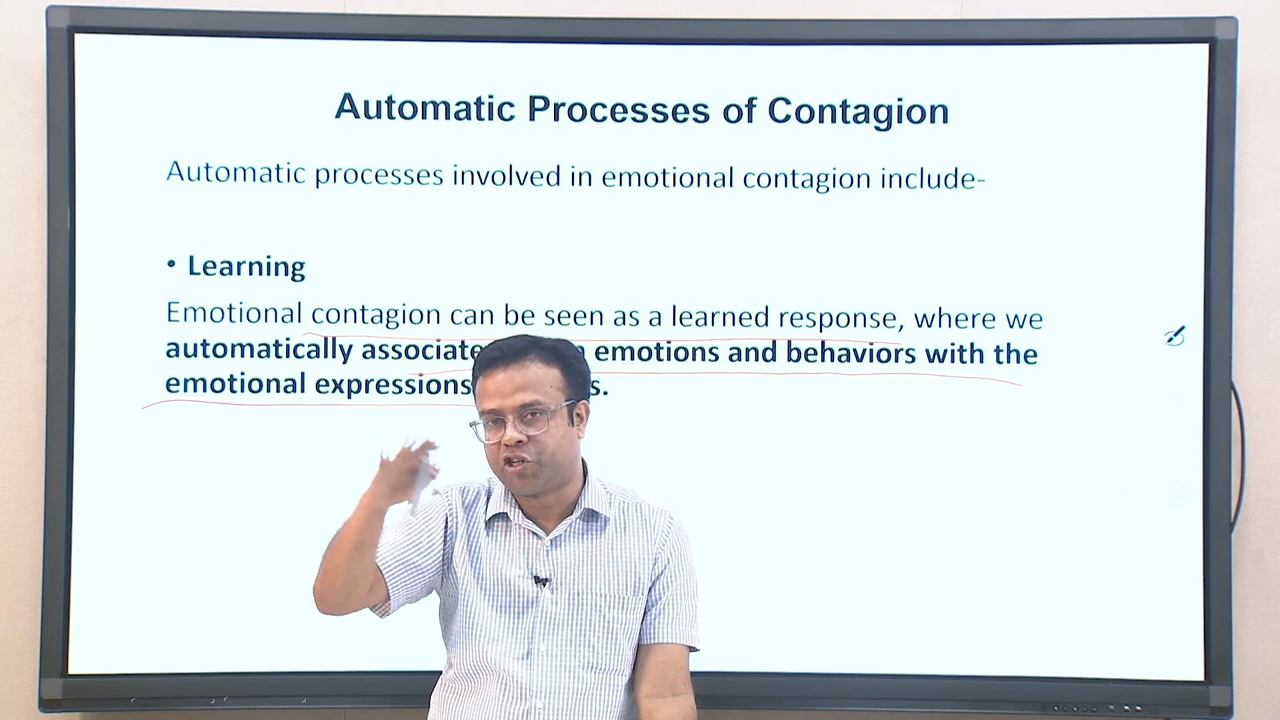 Automatic Processes of Contagion
Automatic processes involved in emotional contagion include-
• Learning
Emotional contagion can be seen as a learned response, where we
automatically associate emotions and behaviors with the
emotional expressions